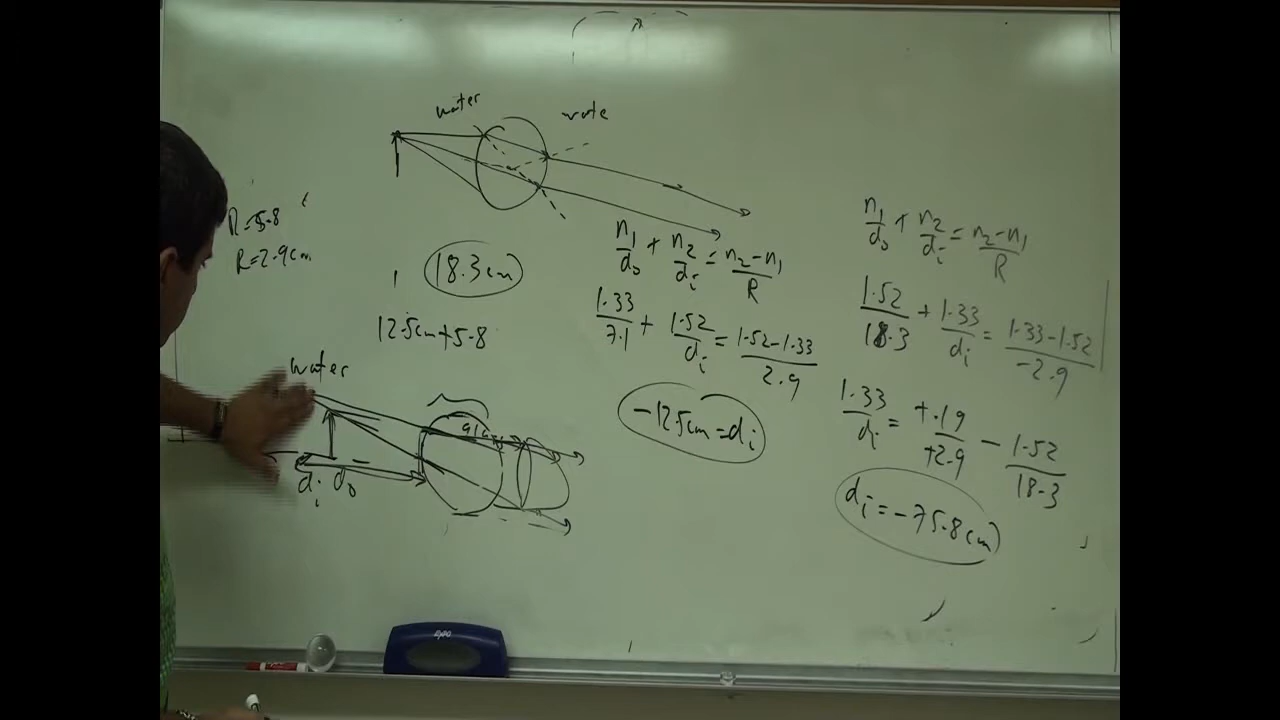 water
wate
R=5.8
R=2.9cm
18.3cm
12.5cm+5.8
water
di do
n1/do + n2/di = n2-n1/R
1.33/7.1 + 1.52/di = 1.52-1.33/2.9
-12.5cm=di
n1/do + n2/di = n2-n1/R
1.52/18.3 + 1.33/di = 1.33-1.52/-2.9
1.33/di = +.19/+2.9 - 1.52/18.3
di=-75.8cm
expo